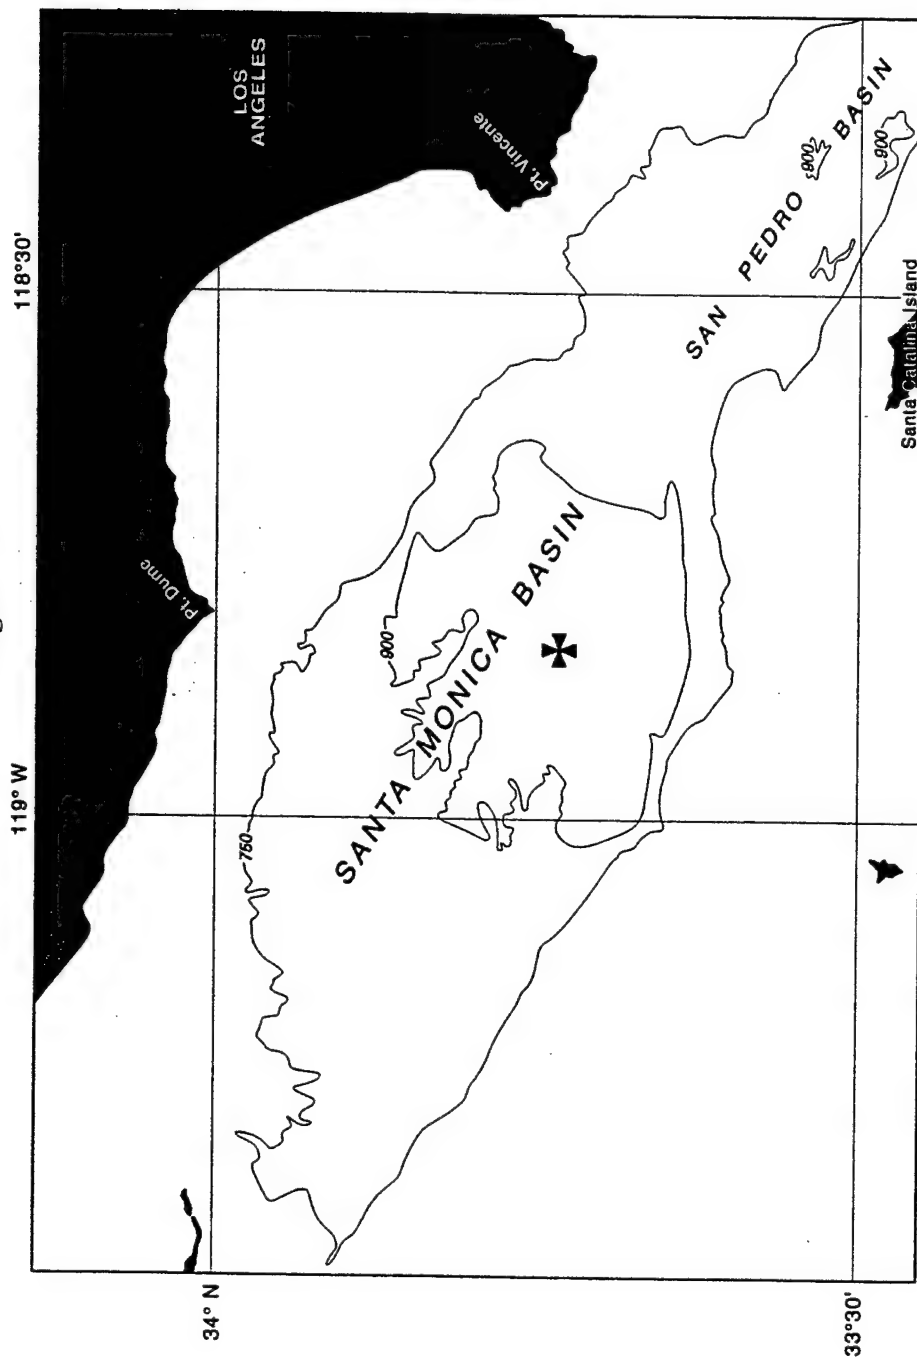 119° W
118°30'
34° N
33°30'
LOS
ANGELES
Pt. Dume
Pt. Vincente
750
900
SANTA MONICA BASIN
SAN PEDRO BASIN
900
900
Santa Catalina Island